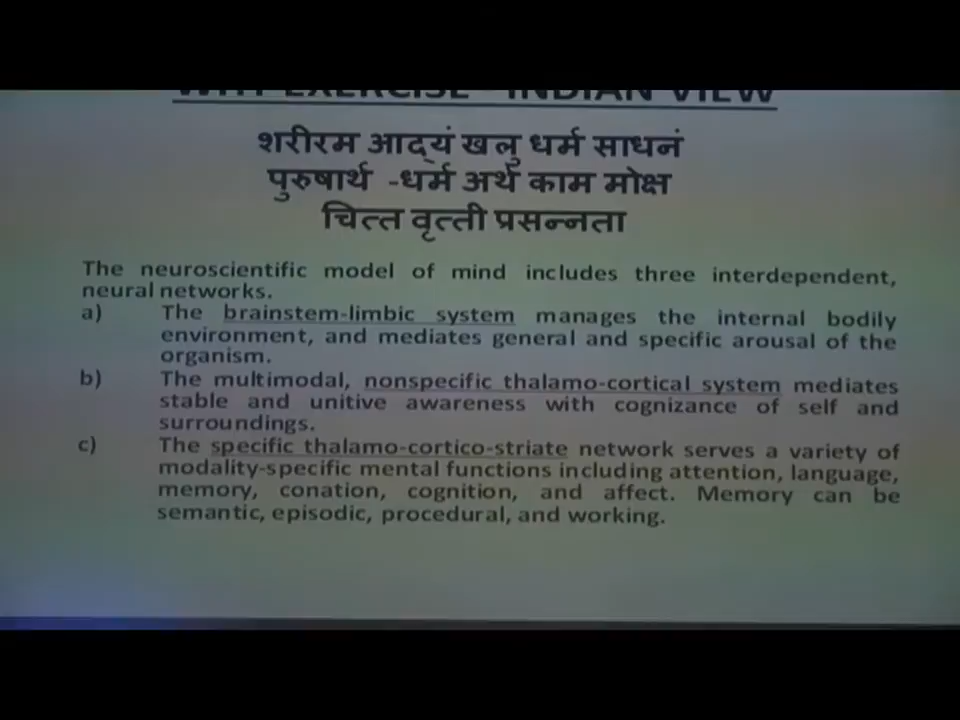 WHY EXERCISE - INDIAN VIEW
शरीरम आद्यं खलु धर्म साधनं
पुरुषार्थ -धर्म अर्थ काम मोक्ष
चित्त वृत्ती प्रसन्नता
The neuroscientific model of mind includes three interdependent,
neural networks.
a) The brainstem-limbic system manages the internal bodily
environment, and mediates general and specific arousal of the
organism.
b) The multimodal, nonspecific thalamo-cortical system mediates
stable and unitive awareness with cognizance of self and
surroundings.
c) The specific thalamo-cortico-striate network serves a variety of
modality-specific mental functions including attention, language,
memory, conation, cognition, and affect. Memory can be
semantic, episodic, procedural, and working.